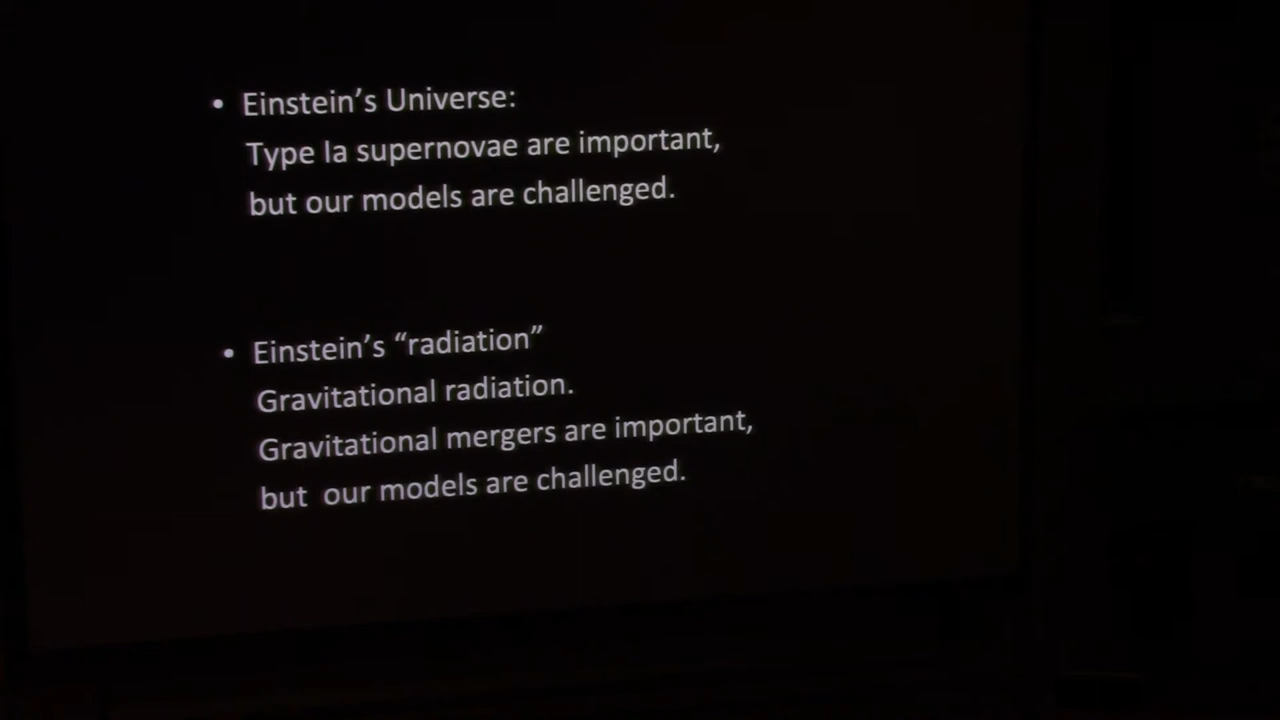 • Einstein's Universe:
Type Ia supernovae are important,
but our models are challenged.
• Einstein's “radiation”
Gravitational radiation.
Gravitational mergers are important,
but our models are challenged.